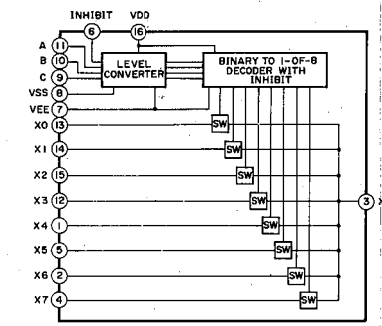 INHIBIT VDD
6 16
A 11
B 10
C 9
VSS 8
VEE 7
LEVEL
CONVERTER
BINARY TO 1-OF-8
DECODER WITH
INHIBIT
X0 13 SW
X1 14 SW
X2 15 SW
X3 12 SW 3 X
X4 1 SW
X5 5 SW
X6 2 SW
X7 4 SW